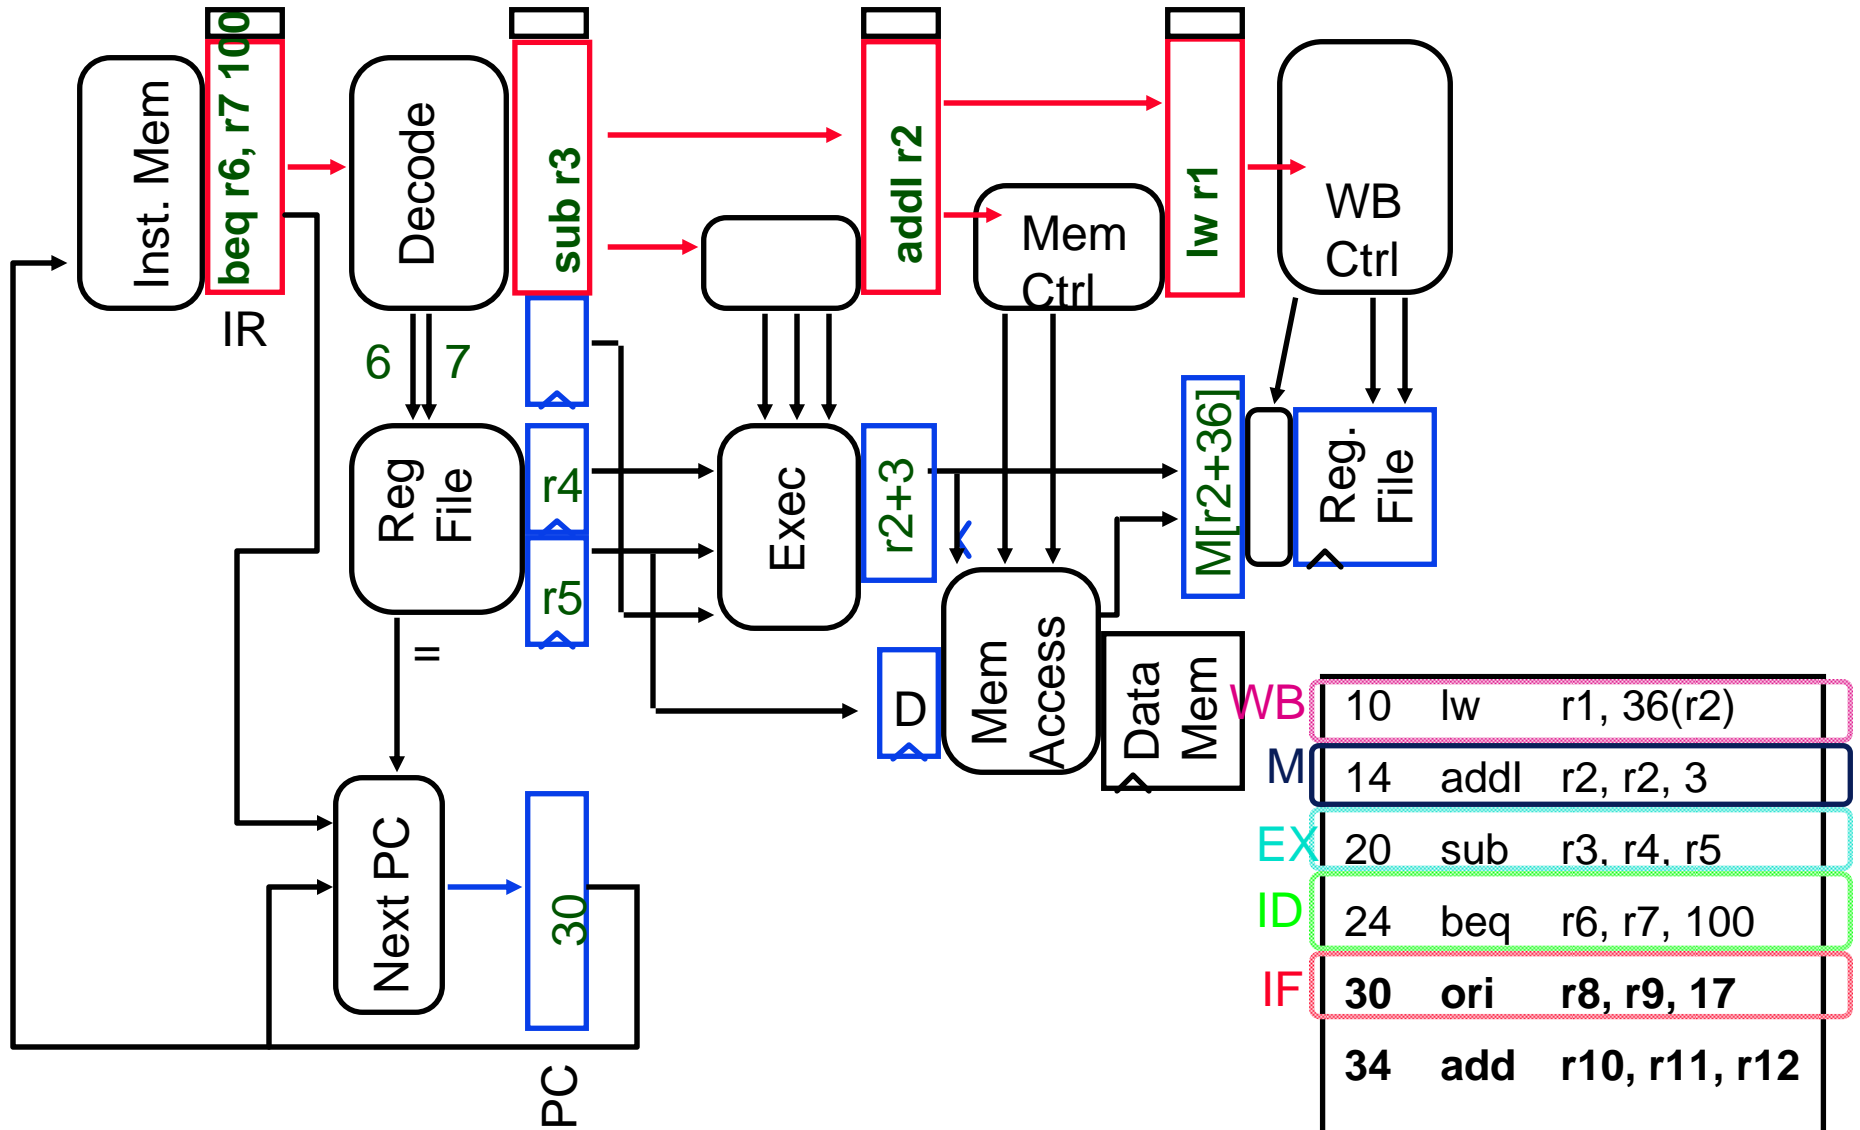 Inst. Mem
beq r6, r7 100
IR
Decode
sub r3
addI r2
Mem
Ctrl
lw r1
WB
Ctrl
6
7
Reg
File
r4
r5
Exec
r2+3
M[r2+36]
Reg.
File
=
D
Mem
Access
Data
Mem
Next PC
30
PC
WB 10 lw r1, 36(r2)
M 14 addI r2, r2, 3
EX 20 sub r3, r4, r5
ID 24 beq r6, r7, 100
IF 30 ori r8, r9, 17
34 add r10, r11, r12